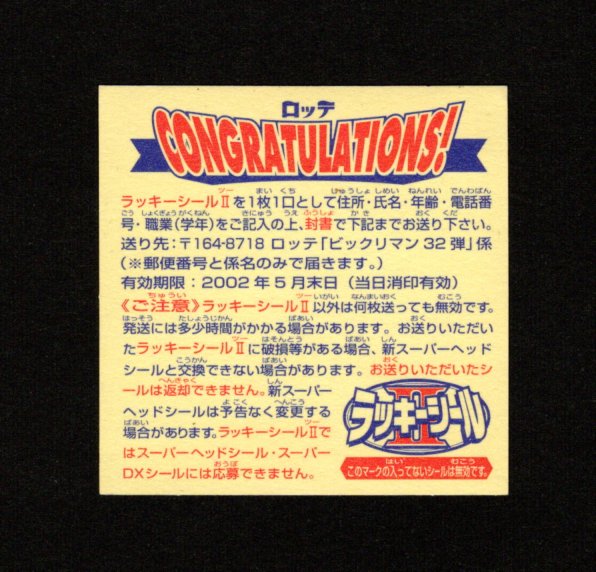 ロッテ
CONGRATULATIONS!
ラッキーシールⅡを1枚1口として住所・氏名・年齢・電話番
号・職業(学年)をご記入の上、封書で下記までお送り下さい。
送り先:〒164-8718 ロッテ「ビックリマン32弾」係
(※郵便番号と係名のみで届きます。)
有効期限:2002年5月末日(当日消印有効)
《ご注意》ラッキーシールⅡ以外は何枚送っても無効です。
発送には多少時間がかかる場合があります。お送りいただい
たラッキーシールⅡに破損等がある場合、新スーパーヘッド
シールと交換できない場合があります。お送りいただいたシ
ールは返却できません。新スーパー
ヘッドシールは予告なく変更する
場合があります。ラッキーシールⅡで
はスーパーヘッドシール・スーパー
DXシールには応募できません。
ラッキーシール
Ⅱ
このマークの入ってないシールは無効です。